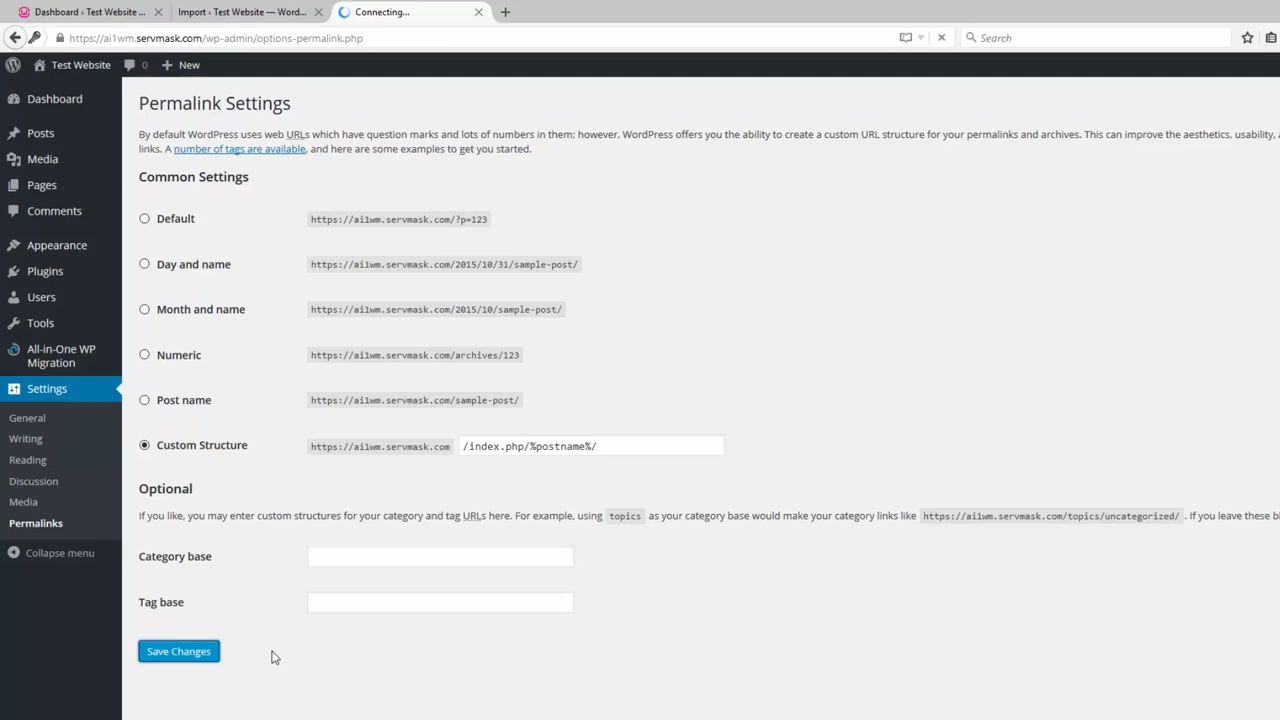 Dashboard ‹ Test Website ...
Import ‹ Test Website — Word...
Connecting...
https://ai1wm.servmask.com/wp-admin/options-permalink.php
Search
Test Website
0
New
Dashboard
Posts
Media
Pages
Comments
Appearance
Plugins
Users
Tools
All-in-One WP
Migration
Settings
General
Writing
Reading
Discussion
Media
Permalinks
Collapse menu
Permalink Settings
By default WordPress uses web URLs which have question marks and lots of numbers in them; however, WordPress offers you the ability to create a custom URL structure for your permalinks and archives. This can improve the aesthetics, usability,
links. A number of tags are available, and here are some examples to get you started.
Common Settings
Default https://ai1wm.servmask.com/?p=123
Day and name https://ai1wm.servmask.com/2015/10/31/sample-post/
Month and name https://ai1wm.servmask.com/2015/10/sample-post/
Numeric https://ai1wm.servmask.com/archives/123
Post name https://ai1wm.servmask.com/sample-post/
Custom Structure https://ai1wm.servmask.com /index.php/%postname%/
Optional
If you like, you may enter custom structures for your category and tag URLs here. For example, using topics as your category base would make your category links like https://ai1wm.servmask.com/topics/uncategorized/ . If you leave these
Category base
Tag base
Save Changes